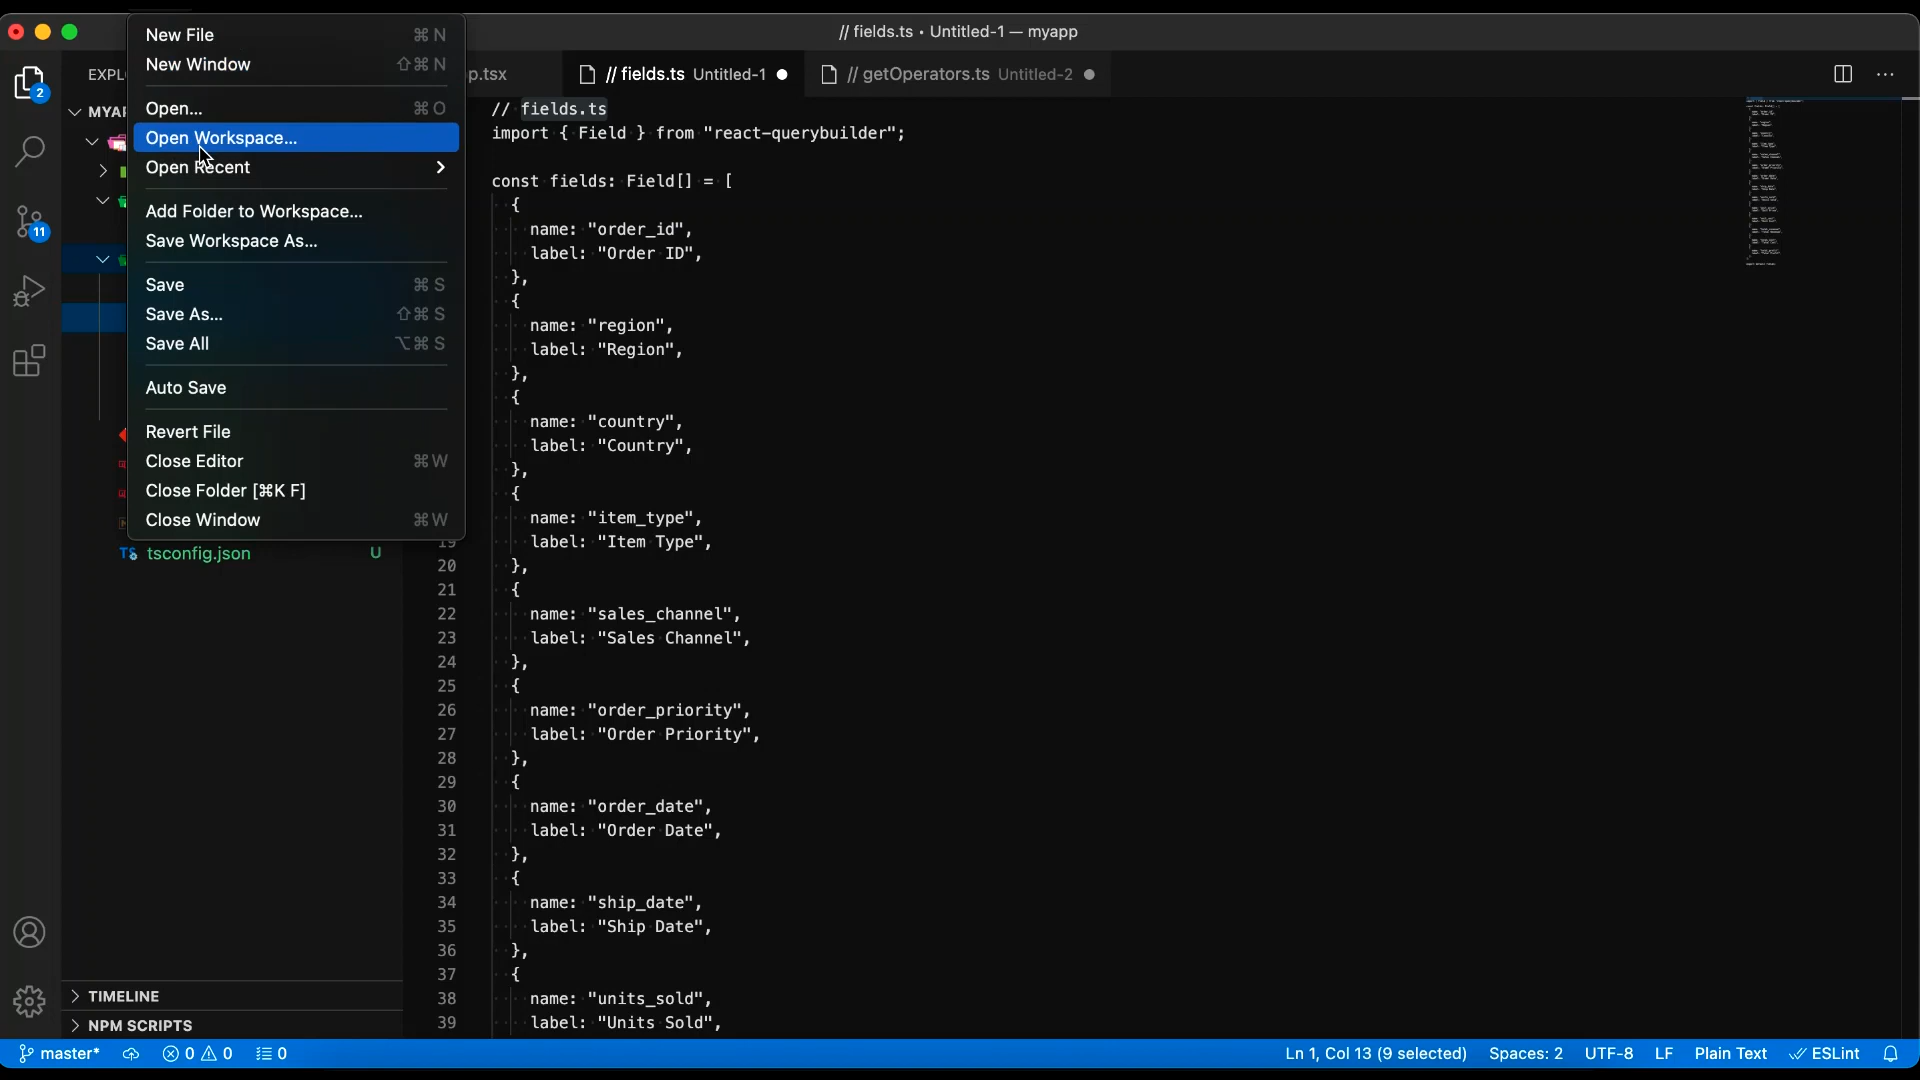 // fields.ts • Untitled-1 — myapp
New File ⌘ N
New Window ⇧⌘ N
Open... ⌘ O
Open Workspace...
Open Recent
Add Folder to Workspace...
Save Workspace As...
Save ⌘ S
Save As... ⇧⌘ S
Save All ⌥⌘ S
Auto Save
Revert File
Close Editor ⌘ W
Close Folder [⌘K F]
Close Window ⌘ W
2
11
TS tsconfig.json U
TIMELINE
NPM SCRIPTS
p.tsx
// fields.ts Untitled-1
// getOperators.ts Untitled-2
// fields.ts
import { Field } from "react-querybuilder";
const fields: Field[] = [
{
name: "order_id",
label: "Order ID",
},
{
name: "region",
label: "Region",
},
{
name: "country",
label: "Country",
},
{
name: "item_type",
19 label: "Item Type",
20 },
21 {
22 name: "sales_channel",
23 label: "Sales Channel",
24 },
25 {
26 name: "order_priority",
27 label: "Order Priority",
28 },
29 {
30 name: "order_date",
31 label: "Order Date",
32 },
33 {
34 name: "ship_date",
35 label: "Ship Date",
36 },
37 {
38 name: "units_sold",
39 label: "Units Sold",
master* 0 0 0 Ln 1, Col 13 (9 selected) Spaces: 2 UTF-8 LF Plain Text ESLint